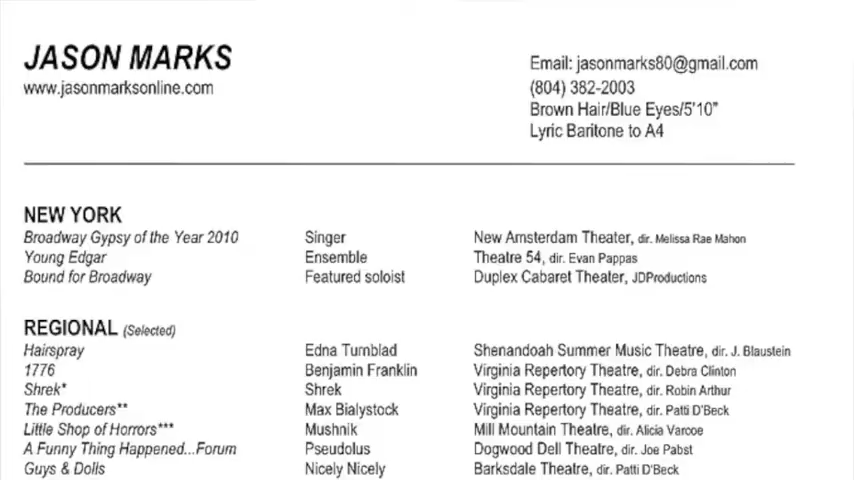 JASON MARKS
www.jasonmarksonline.com
Email: jasonmarks80@gmail.com
(804) 382-2003
Brown Hair/Blue Eyes/5'10"
Lyric Baritone to A4
NEW YORK
Broadway Gypsy of the Year 2010 Singer New Amsterdam Theater, dir. Melissa Rae Mahon
Young Edgar Ensemble Theatre 54, dir. Evan Pappas
Bound for Broadway Featured soloist Duplex Cabaret Theater, JDProductions
REGIONAL (Selected)
Hairspray Edna Turnblad Shenandoah Summer Music Theatre, dir. J. Blaustein
1776 Benjamin Franklin Virginia Repertory Theatre, dir. Debra Clinton
Shrek* Shrek Virginia Repertory Theatre, dir. Robin Arthur
The Producers** Max Bialystock Virginia Repertory Theatre, dir. Patti D'Beck
Little Shop of Horrors*** Mushnik Mill Mountain Theatre, dir. Alicia Varcoe
A Funny Thing Happened...Forum Pseudolus Dogwood Dell Theatre, dir. Joe Pabst
Guys & Dolls Nicely Nicely Barksdale Theatre, dir. Patti D'Beck